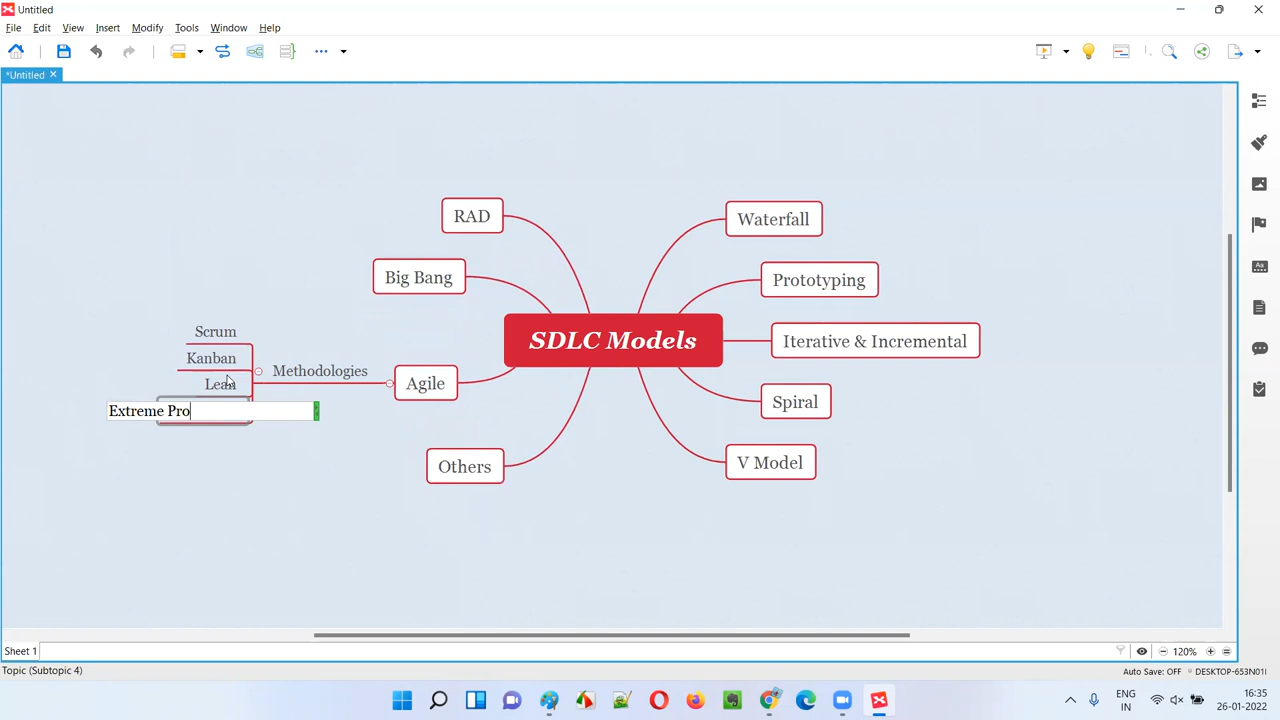 Untitled
File Edit View Insert Modify Tools Window Help
*Untitled
RAD
Waterfall
Big Bang
Prototyping
Scrum
SDLC Models
Iterative & Incremental
Kanban
Methodologies
Agile
Lean
Spiral
Extreme Pro
Others
V Model
Sheet 1
120%
Topic (Subtopic 4)
Auto Save: OFF
DESKTOP-653N01I
ENG
IN
16:35
26-01-2022